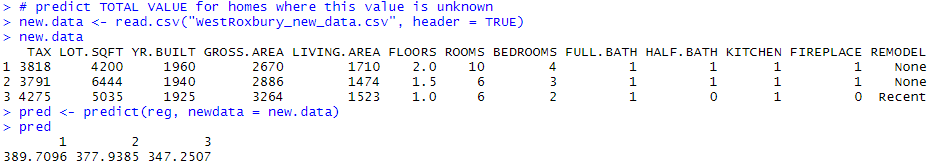 > # predict TOTAL VALUE for homes where this value is unknown
> new.data <- read.csv("WestRoxbury_new_data.csv", header = TRUE)
> new.data
TAX LOT.SQFT YR.BUILT GROSS.AREA LIVING.AREA FLOORS ROOMS BEDROOMS FULL.BATH HALF.BATH KITCHEN FIREPLACE REMODEL
1 3818 4200 1960 2670 1710 2.0 10 4 1 1 1 1 None
2 3791 6444 1940 2886 1474 1.5 6 3 1 1 1 1 None
3 4275 5035 1925 3264 1523 1.0 6 2 1 0 1 0 Recent
> pred <- predict(reg, newdata = new.data)
> pred
1 2 3
389.7096 377.9385 347.2507